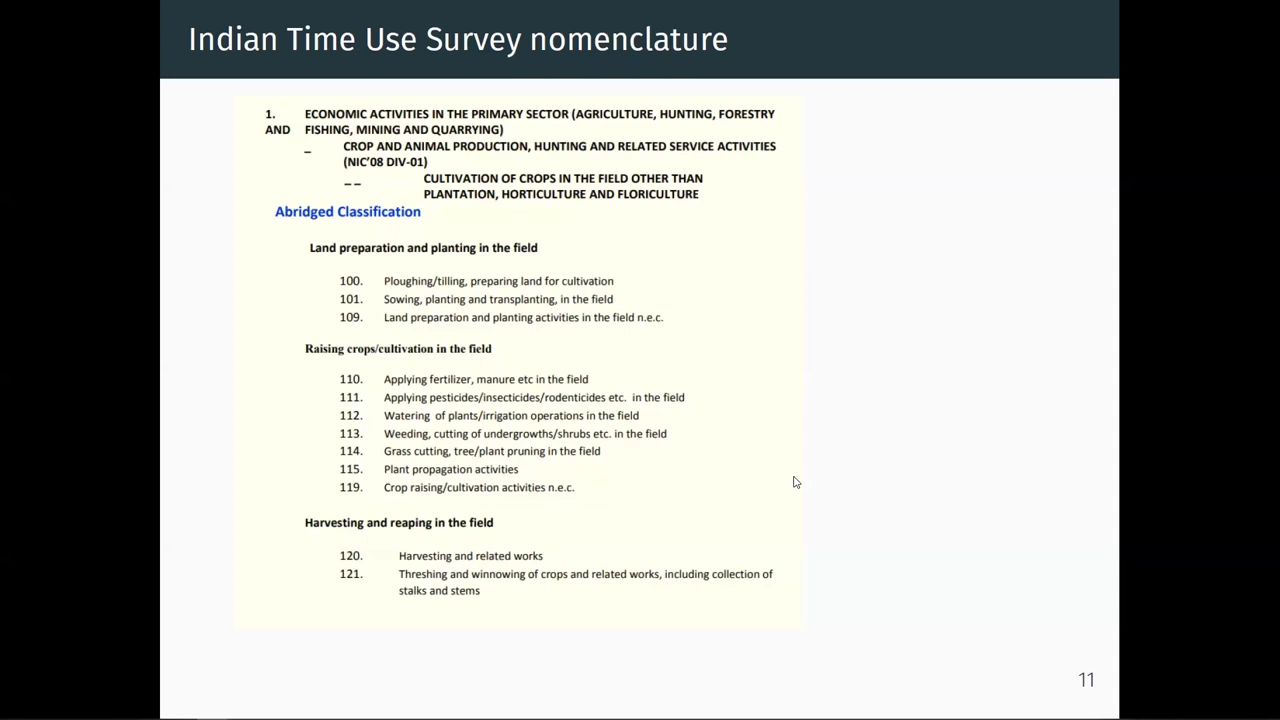 Indian Time Use Survey nomenclature
1. ECONOMIC ACTIVITIES IN THE PRIMARY SECTOR (AGRICULTURE, HUNTING, FORESTRY
AND FISHING, MINING AND QUARRYING)
_ CROP AND ANIMAL PRODUCTION, HUNTING AND RELATED SERVICE ACTIVITIES
(NIC’08 DIV-01)
_ _ CULTIVATION OF CROPS IN THE FIELD OTHER THAN
PLANTATION, HORTICULTURE AND FLORICULTURE
Abridged Classification
Land preparation and planting in the field
100. Ploughing/tilling, preparing land for cultivation
101. Sowing, planting and transplanting, in the field
109. Land preparation and planting activities in the field n.e.c.
Raising crops/cultivation in the field
110. Applying fertilizer, manure etc in the field
111. Applying pesticides/insecticides/rodenticides etc. in the field
112. Watering of plants/irrigation operations in the field
113. Weeding, cutting of undergrowths/shrubs etc. in the field
114. Grass cutting, tree/plant pruning in the field
115. Plant propagation activities
119. Crop raising/cultivation activities n.e.c.
Harvesting and reaping in the field
120. Harvesting and related works
121. Threshing and winnowing of crops and related works, including collection of
stalks and stems
11